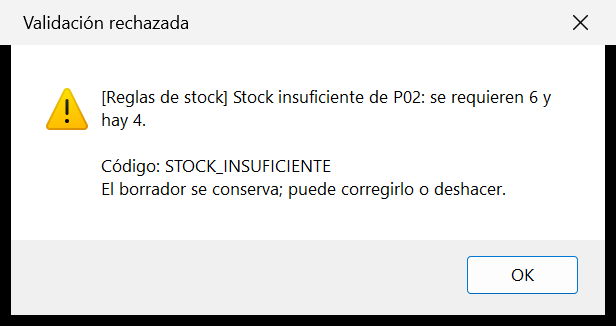 Validación rechazada
[Reglas de stock] Stock insuficiente de P02: se requieren 6 y
hay 4.
Código: STOCK_INSUFICIENTE
El borrador se conserva; puede corregirlo o deshacer.
OK